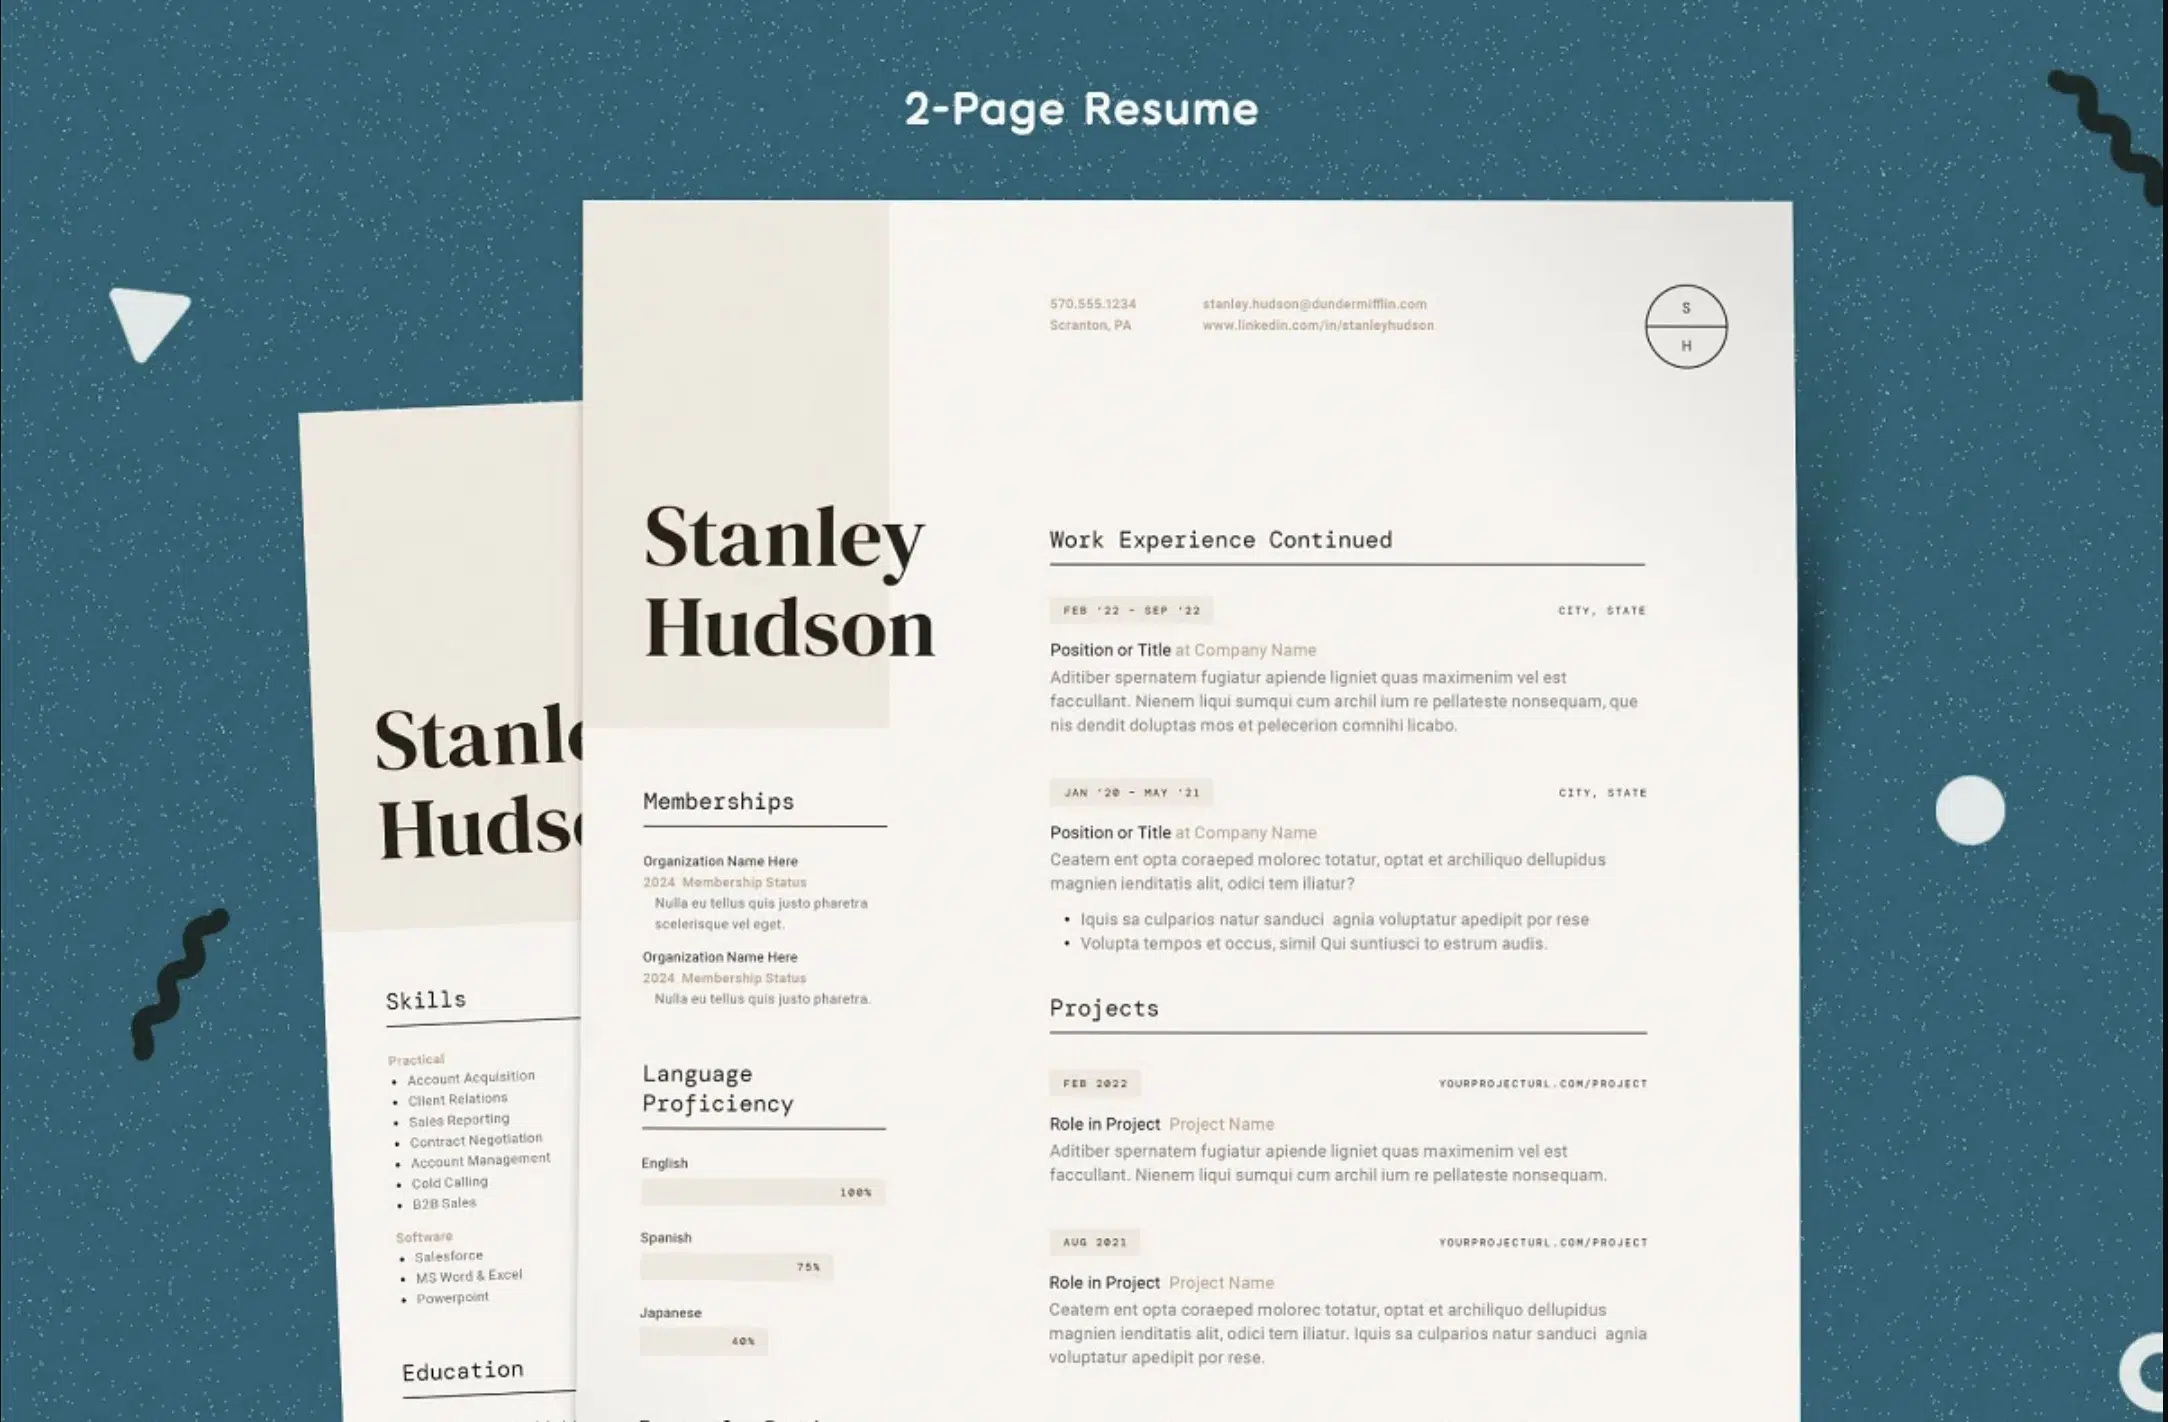 2-Page Resume
570.555.1234
Scranton, PA
stanley.hudson@dundermifflin.com
www.linkedin.com/in/stanleyhudson
S
H
Stanley
Hudson
Memberships
Organization Name Here
2024 Membership Status
Nulla eu tellus quis justo pharetra
scelerisque vel eget.
Organization Name Here
2024 Membership Status
Nulla eu tellus quis justo pharetra.
Language
Proficiency
English
100%
Spanish
75%
Japanese
40%
Work Experience Continued
FEB '22 - SEP '22
CITY, STATE
Position or Title at Company Name
Aditiber spernatem fugiatur apiende ligniet quas maximenim vel est
faccullant. Nienem liqui sumqui cum archil ium re pellateste nonsequam, que
nis dendit doluptas mos et pelecerion comnihi licabo.
JAN '20 - MAY '21
CITY, STATE
Position or Title at Company Name
Ceatem ent opta coraeped molorec totatur, optat et archiliquo dellupidus
magnien ienditatis alit, odici tem iliatur?
• Iquis sa culparios natur sanduci agnia voluptatur apedipit por rese
• Volupta tempos et occus, simil Qui suntiusci to estrum audis.
Projects
FEB 2022
YOURPROJECTURL.COM/PROJECT
Role in Project Project Name
Aditiber spernatem fugiatur apiende ligniet quas maximenim vel est
faccullant. Nienem liqui sumqui cum archil ium re pellateste nonsequam.
AUG 2021
YOURPROJECTURL.COM/PROJECT
Role in Project Project Name
Ceatem ent opta coraeped molorec totatur, optat et archiliquo dellupidus
magnien ienditatis alit, odici tem iliatur. Iquis sa culparios natur sanduci agnia
voluptatur apedipit por rese.
Stanle
Hudso
Skills
Practical
• Account Acquisition
• Client Relations
• Sales Reporting
• Contract Negotiation
• Account Management
• Cold Calling
• B2B Sales
Software
• Salesforce
• MS Word & Excel
• Powerpoint
Education